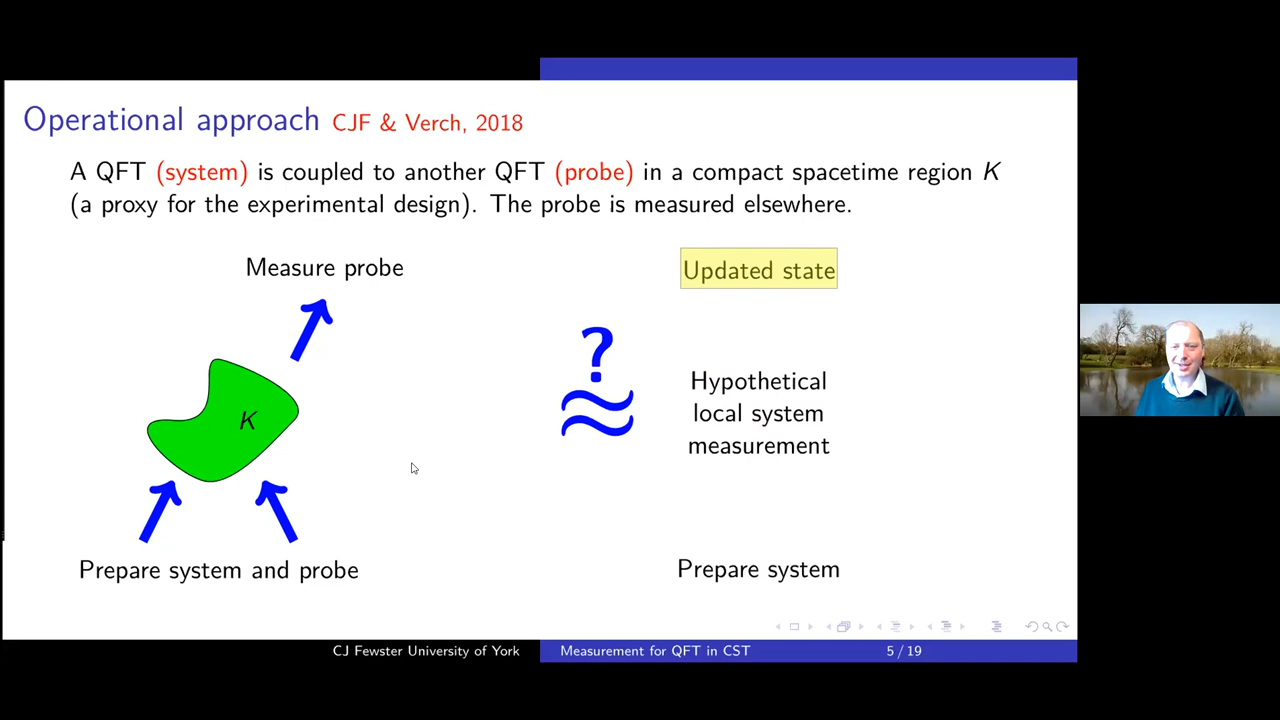 Operational approach CJF & Verch, 2018
A QFT (system) is coupled to another QFT (probe) in a compact spacetime region K
(a proxy for the experimental design). The probe is measured elsewhere.
Measure probe
K
Prepare system and probe
Updated state
?
≈
Hypothetical
local system
measurement
Prepare system
CJ Fewster University of York
Measurement for QFT in CST
5 / 19